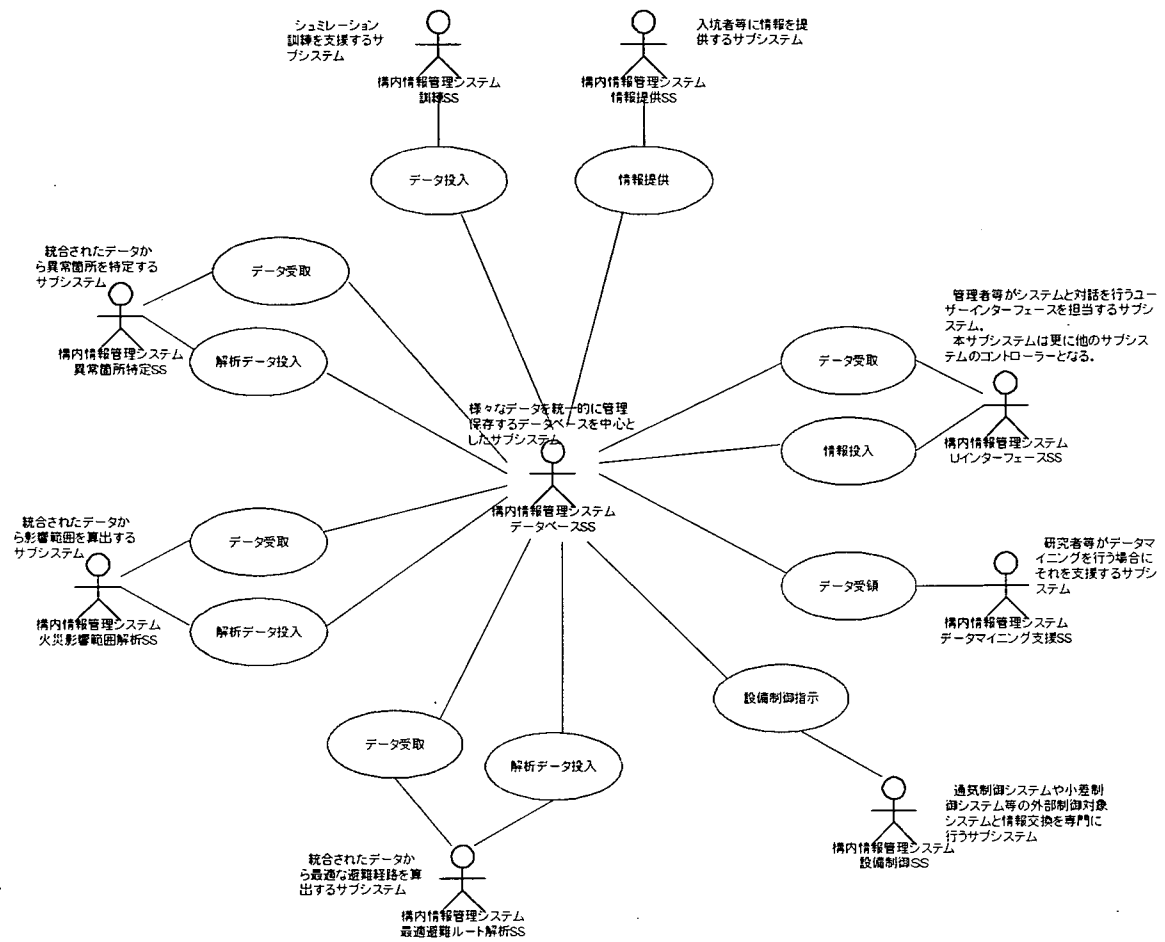 シュミレーション
訓練を支援するサ
ブシステム
構内情報管理システム
訓練SS
入坑者等に情報を提
供するサブシステム
構内情報管理システム
情報提供SS
データ投入
情報提供
統合されたデータか
ら異常箇所を特定する
サブシステム
構内情報管理システム
異常箇所特定SS
データ受取
解析データ投入
管理者等がシステムと対話を行うユー
ザーインターフェースを担当するサブシ
ステム。
本サブシステムは更に他のサブシス
テムのコントローラーとなる。
データ受取
情報投入
構内情報管理システム
UインターフェースSS
様々なデータを統一的に管理
保存するデータベースを中心と
したサブシステム
構内情報管理システム
データベースSS
統合されたデータか
ら影響範囲を算出する
サブシステム
構内情報管理システム
火災影響範囲解析SS
データ受取
解析データ投入
研究者等がデータマ
イニングを行う場合に
それを支援するサブシ
ステム
データ受領
構内情報管理システム
データマイニング支援SS
設備制御指示
データ受取
解析データ投入
通気制御システムや小差制
御システム等の外部制御対象
システムと情報交換を専門に
行うサブシステム
構内情報管理システム
設備制御SS
統合されたデータか
ら最適な避難経路を算
出するサブシステム
構内情報管理システム
最適避難ルート解析SS